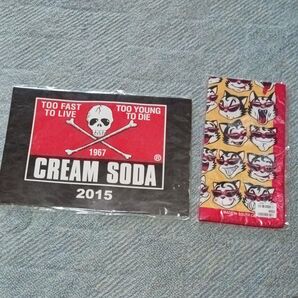 TOO FAST
TO LIVE
TOO YOUNG
TO DIE
1967
CREAM SODA
®
2015